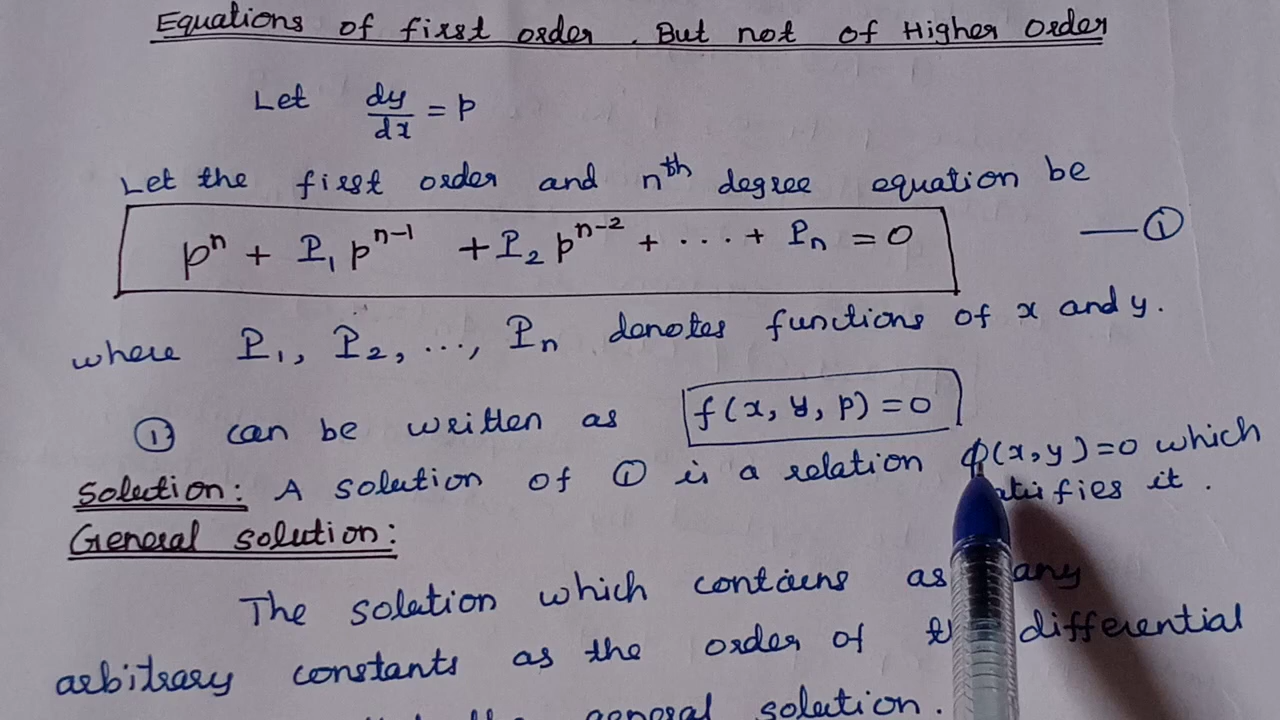 Equations of first order . But not of Higher Order
Let dy/dx = p
Let the first order and nth degree equation be
pⁿ + P₁ pⁿ⁻¹ + P₂ pⁿ⁻² + ... + Pₙ = 0 —①
where P₁, P₂, ..., Pₙ denotes functions of x and y.
① can be written as f(x, y, p) = 0
Solution: A solution of ① is a relation φ(x,y)=0 which
it.
General solution:
The solution which contains as
arbitrary constants as the order of differential
general solution.